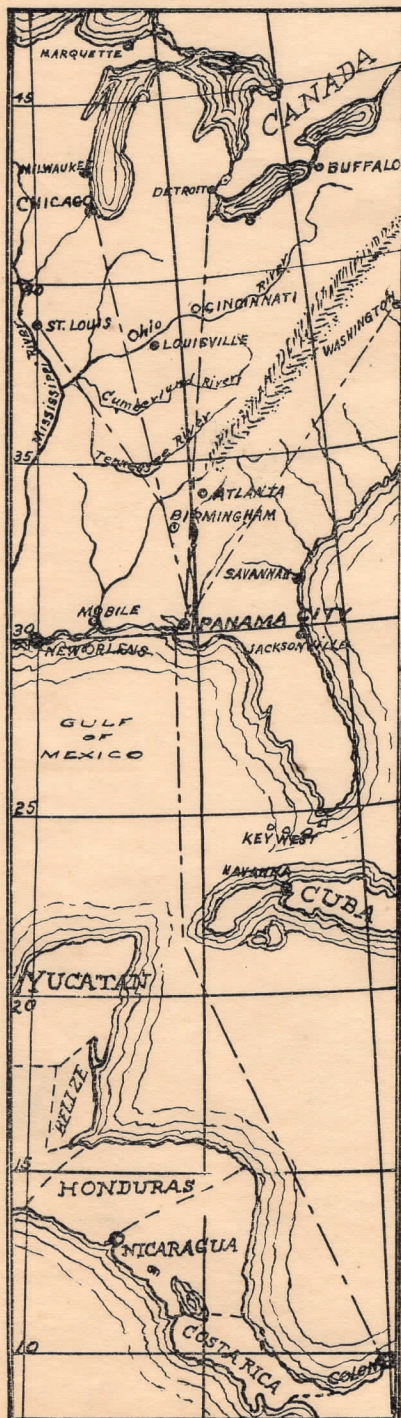 MARQUETTE
45
CANADA
MILWAUKEE
BUFFALO
CHICAGO
DETROIT
40
River
CINCINNATI
ST. LOUIS
Ohio
WASHINGTON
LOUISVILLE
River
Mississippi
Cumberland River
Tennessee River
35
ATLANTA
BIRMINGHAM
SAVANNAH
MOBILE
PANAMA CITY
30
NEW ORLENS
JACKSONVILLE
GULF
OF
MEXICO
25
KEY WEST
HAVANNA
CUBA
YUCATAN
20
BELIZE
15
HONDURAS
NICARAGUA
COSTA RICA
10
COLON